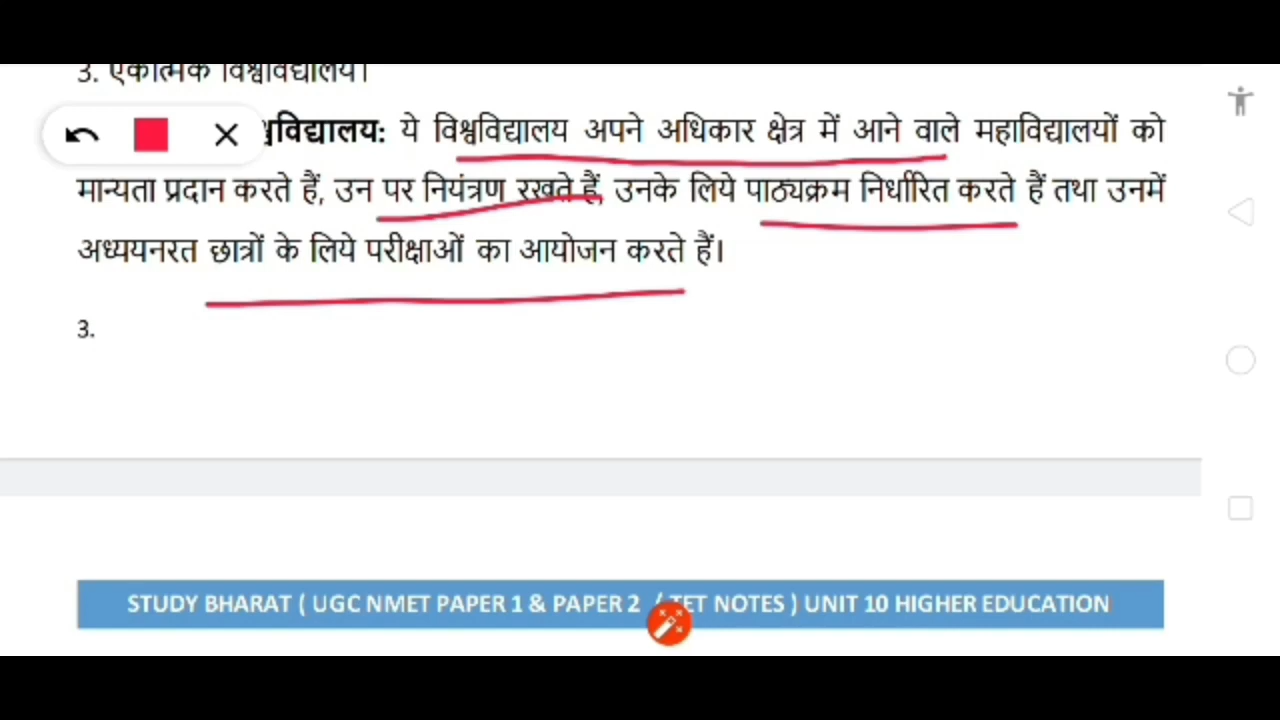 3. एकात्मक विश्वविद्यालय।
ये विश्वविद्यालय अपने अधिकार क्षेत्र में आने वाले महाविद्यालयों को
मान्यता प्रदान करते हैं, उन पर नियंत्रण रखते हैं, उनके लिये पाठ्यक्रम निर्धारित करते हैं तथा उनमें
अध्ययनरत छात्रों के लिये परीक्षाओं का आयोजन करते हैं।
3.
STUDY BHARAT ( UGC NMET PAPER 1 & PAPER 2 / TET NOTES ) UNIT 10 HIGHER EDUCATION